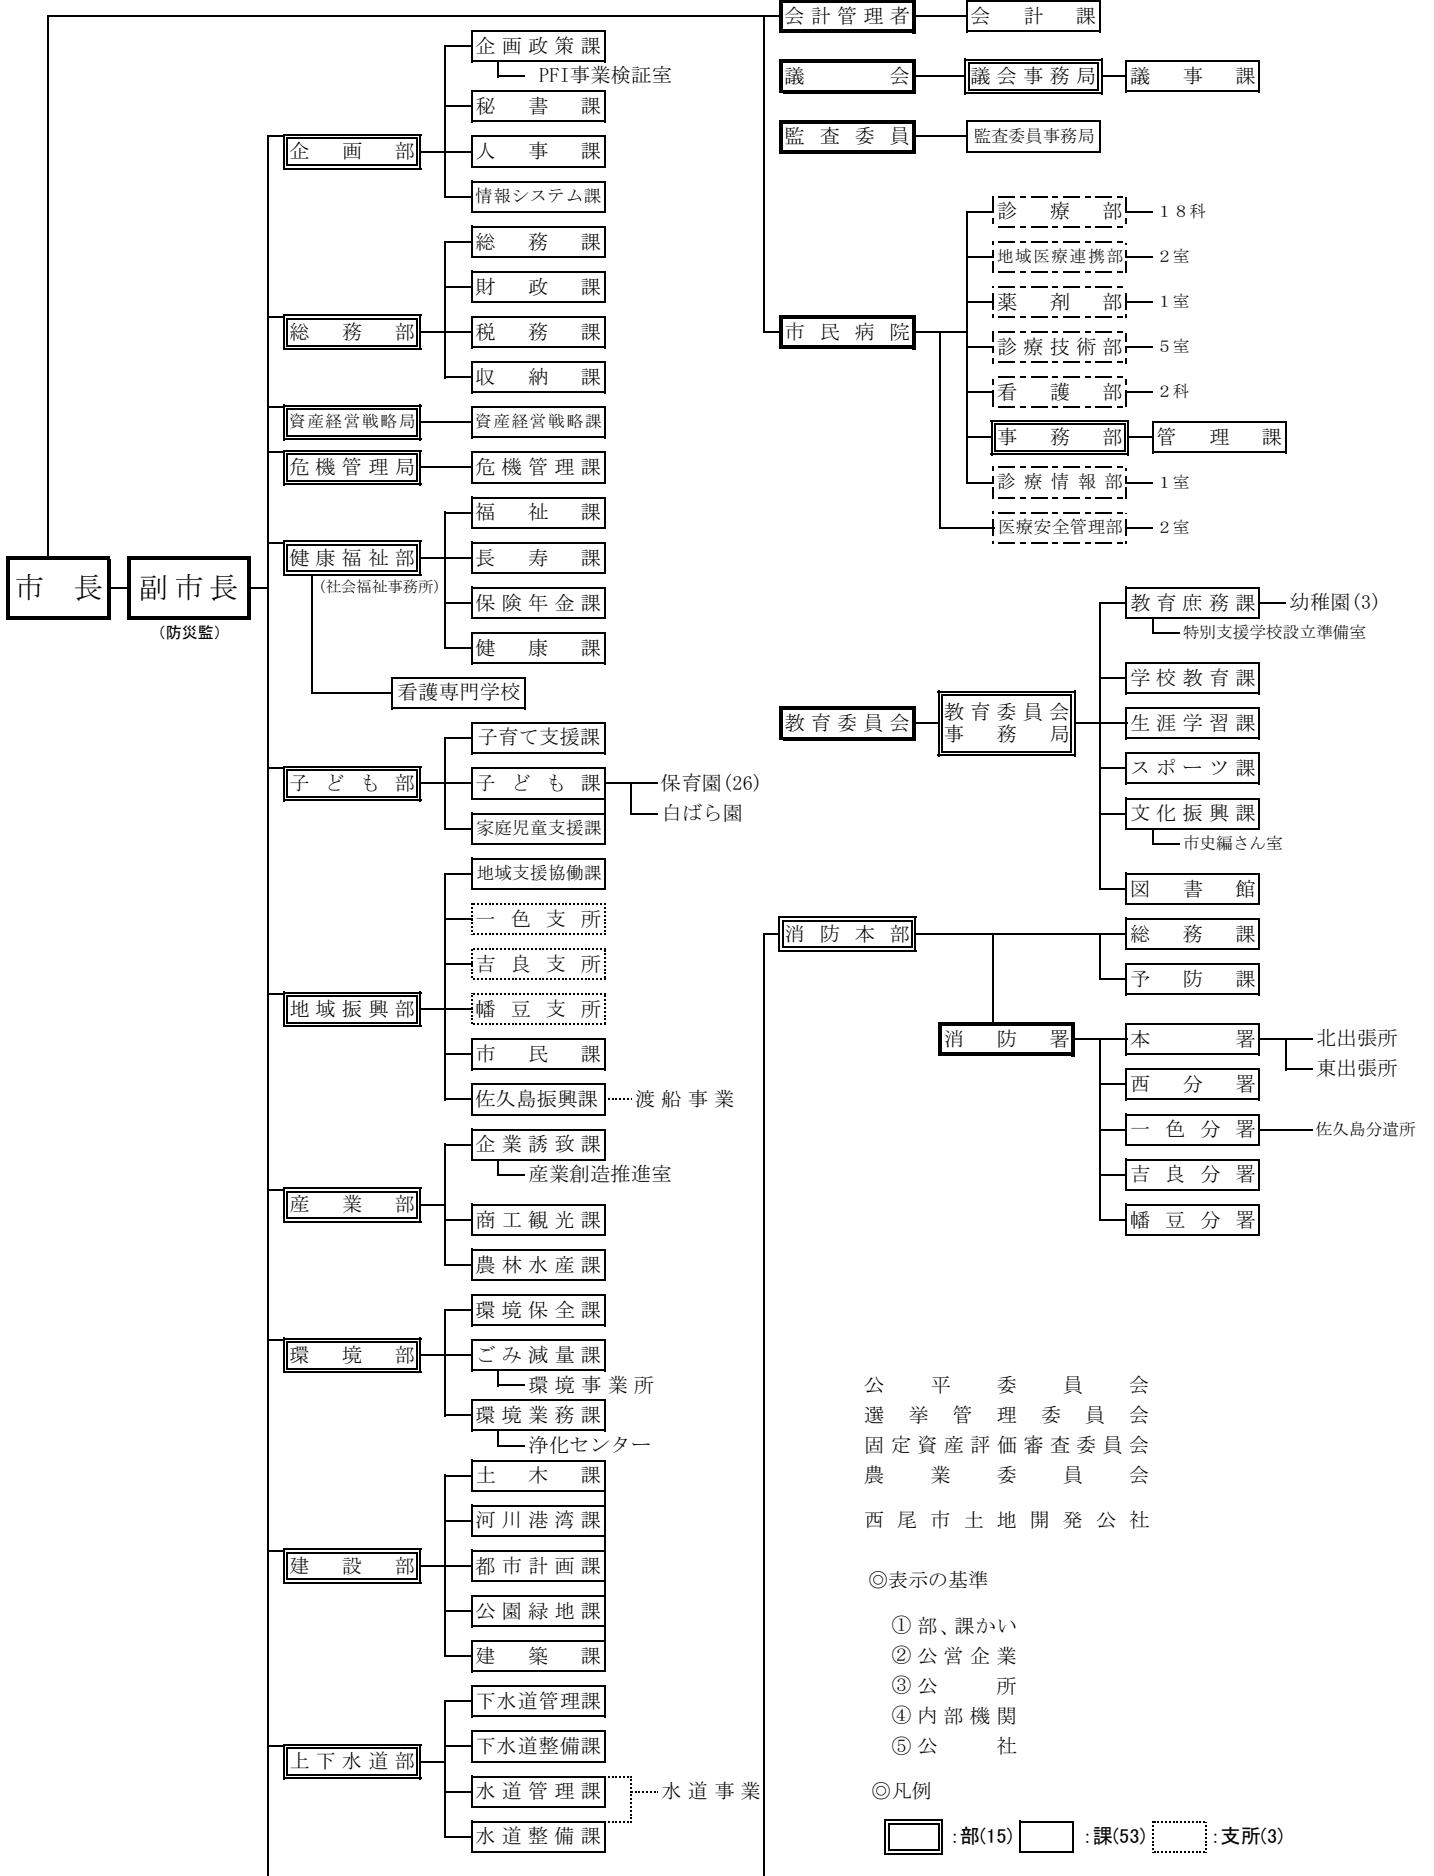 市長
副市長
(防災監)
企画部
企画政策課
PFI事業検証室
秘書課
人事課
情報システム課
総務部
総務課
財政課
税務課
収納課
資産経営戦略局
資産経営戦略課
危機管理局
危機管理課
健康福祉部
(社会福祉事務所)
福祉課
長寿課
保険年金課
健康課
看護専門学校
子ども部
子育て支援課
子ども課
保育園(26)
白ばら園
家庭児童支援課
地域振興部
地域支援協働課
一色支所
吉良支所
幡豆支所
市民課
佐久島振興課
渡船事業
産業部
企業誘致課
産業創造推進室
商工観光課
農林水産課
環境部
環境保全課
ごみ減量課
環境事業所
環境業務課
浄化センター
建設部
土木課
河川港湾課
都市計画課
公園緑地課
建築課
上下水道部
下水道管理課
下水道整備課
水道管理課
水道整備課
水道事業
会計管理者
会計課
議会
議会事務局
議事課
監査委員
監査委員事務局
市民病院
診療部
18科
地域医療連携部
2室
薬剤部
1室
診療技術部
5室
看護部
2科
事務部
管理課
診療情報部
1室
医療安全管理部
2室
教育委員会
教育委員会
事務局
教育庶務課
幼稚園(3)
特別支援学校設立準備室
学校教育課
生涯学習課
スポーツ課
文化振興課
市史編さん室
図書館
消防本部
総務課
予防課
消防署
本署
北出張所
東出張所
西分署
一色分署
佐久島分遣所
吉良分署
幡豆分署
公平委員会
選挙管理委員会
固定資産評価審査委員会
農業委員会
西尾市土地開発公社
◎表示の基準
①部、課かい
②公営企業
③公所
④内部機関
⑤公社
◎凡例
:部(15) :課(53) :支所(3)